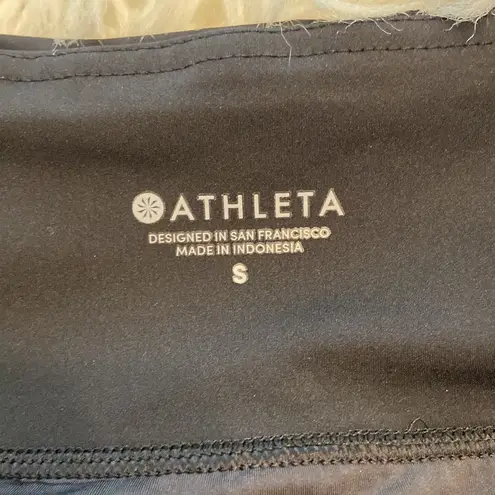 ATHLETA
DESIGNED IN SAN FRANCISCO
MADE IN INDONESIA
S